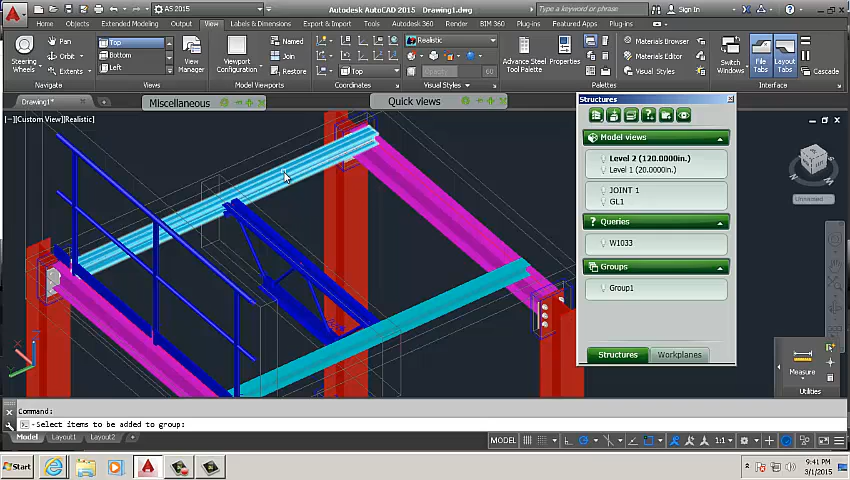 AS 2015
Autodesk AutoCAD 2015 Drawing1.dwg
Type a keyword or phrase
Sign In
Home Objects Extended Modeling Output View Labels & Dimensions Export & Import Tools Autodesk 360 Render BIM 360 Plug-ins Add-ins Featured Apps Plug-ins
Steering Wheels
Pan
Orbit
Extents
Navigate
Top
Bottom
Left
View Manager
Views
Viewport Configuration
Named
Join
Restore
Model Viewports
Top
Coordinates
Realistic
Opacity 60
Visual Styles
Advance Steel Tool Palette
Properties
Materials Browser
Materials Editor
Visual Styles
Palettes
Switch Windows
File Tabs
Layout Tabs
Cascade
Interface
Drawing1*
Miscellaneous
Quick views
[–][Custom View][Realistic]
Structures
Model views
Level 2 (120.0000in.)
Level 1 (20.0000in.)
JOINT 1
GL1
Queries
W1033
Groups
Group1
Structures Workplanes
Unnamed
Measure
Utilities
Command:
Select items to be added to group:
Model Layout1 Layout2
MODEL
1:1
Start
9:41 PM
3/1/2015